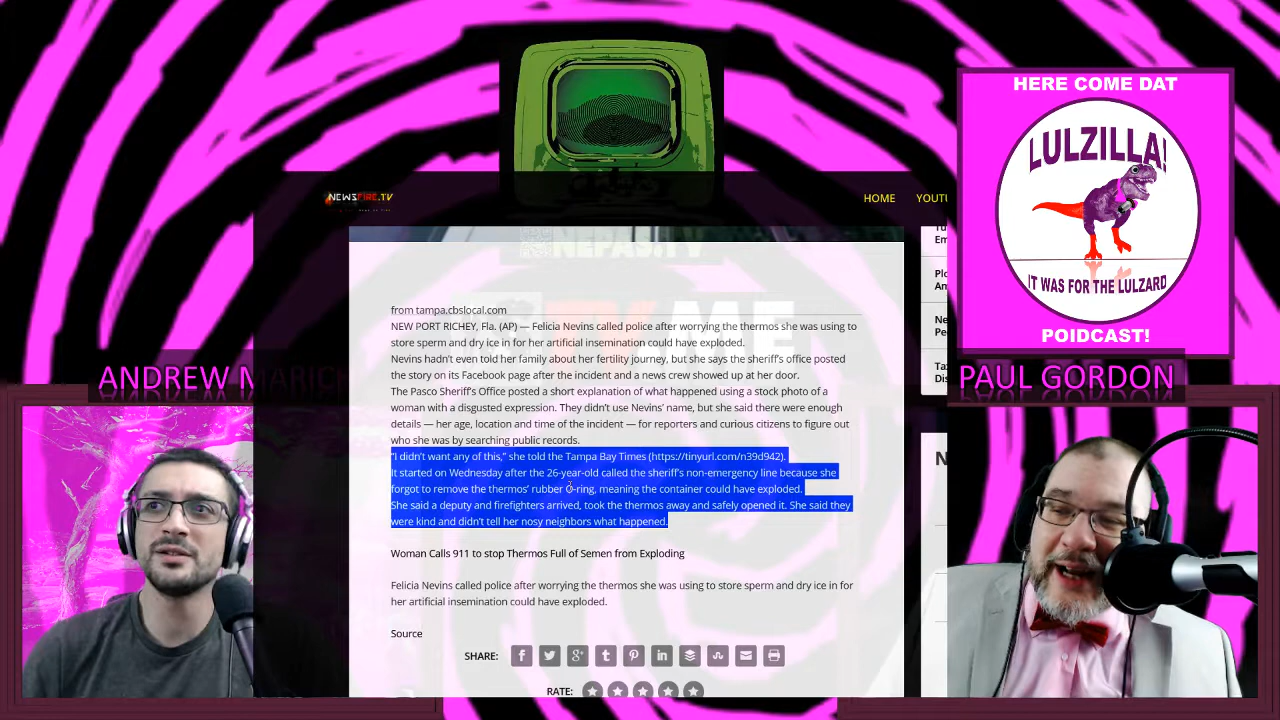 HERE COME DAT
LULZILLA!
IT WAS FOR THE LULZARD
POIDCAST!
NEWSFIRE.TV
HOME YOUTU
NEPAS.TV
from tampa.cbslocal.com
NEW PORT RICHEY, Fla. (AP) — Felicia Nevins called police after worrying the thermos she was using to
store sperm and dry ice in for her artificial insemination could have exploded.
Nevins hadn't even told her family about her fertility journey, but she says the sheriff's office posted
the story on its Facebook page after the incident and a news crew showed up at her door.
The Pasco Sheriff's Office posted a short explanation of what happened using a stock photo of a
woman with a disgusted expression. They didn't use Nevins' name, but she said there were enough
details — her age, location and time of the incident — for reporters and curious citizens to figure out
who she was by searching public records.
"I didn't want any of this," she told the Tampa Bay Times (https://tinyurl.com/n39d942).
It started on Wednesday after the 26-year-old called the sheriff's non-emergency line because she
forgot to remove the thermos' rubber O-ring, meaning the container could have exploded.
She said a deputy and firefighters arrived, took the thermos away and safely opened it. She said they
were kind and didn't tell her nosy neighbors what happened.
Woman Calls 911 to stop Thermos Full of Semen from Exploding
Felicia Nevins called police after worrying the thermos she was using to store sperm and dry ice in for
her artificial insemination could have exploded.
Source
SHARE:
RATE:
Em
Plo
Am
Ne
Pe
Tax
Dis
N
ME
ANDREW MARICH
PAUL GORDON